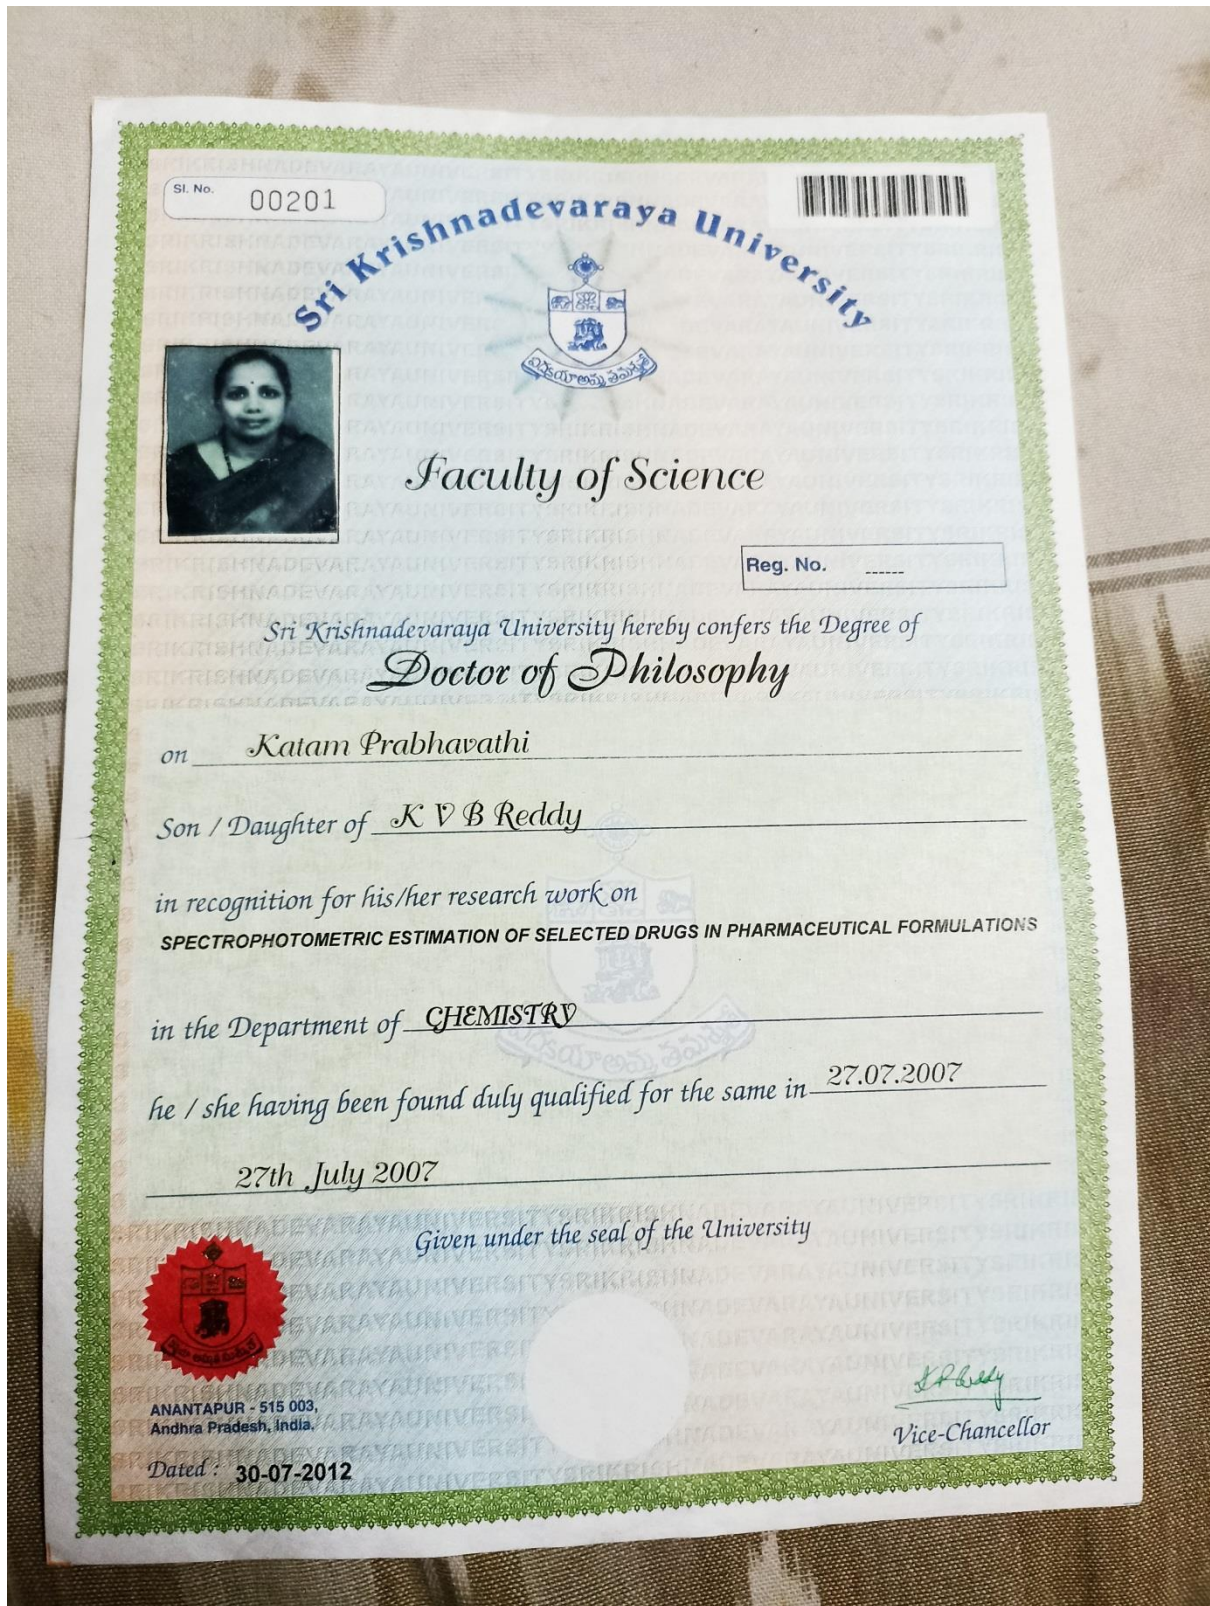 Sl. No. 00201
Sri Krishnadevaraya University
Faculty of Science
Reg. No. ------
Sri Krishnadevaraya University hereby confers the Degree of
Doctor of Philosophy
on Katam Prabhavathi
Son / Daughter of K V B Reddy
in recognition for his/her research work on
SPECTROPHOTOMETRIC ESTIMATION OF SELECTED DRUGS IN PHARMACEUTICAL FORMULATIONS
in the Department of CHEMISTRY
he / she having been found duly qualified for the same in 27.07.2007
27th July 2007
Given under the seal of the University
ANANTAPUR - 515 003,
Andhra Pradesh, India.
Dated : 30-07-2012
Vice-Chancellor